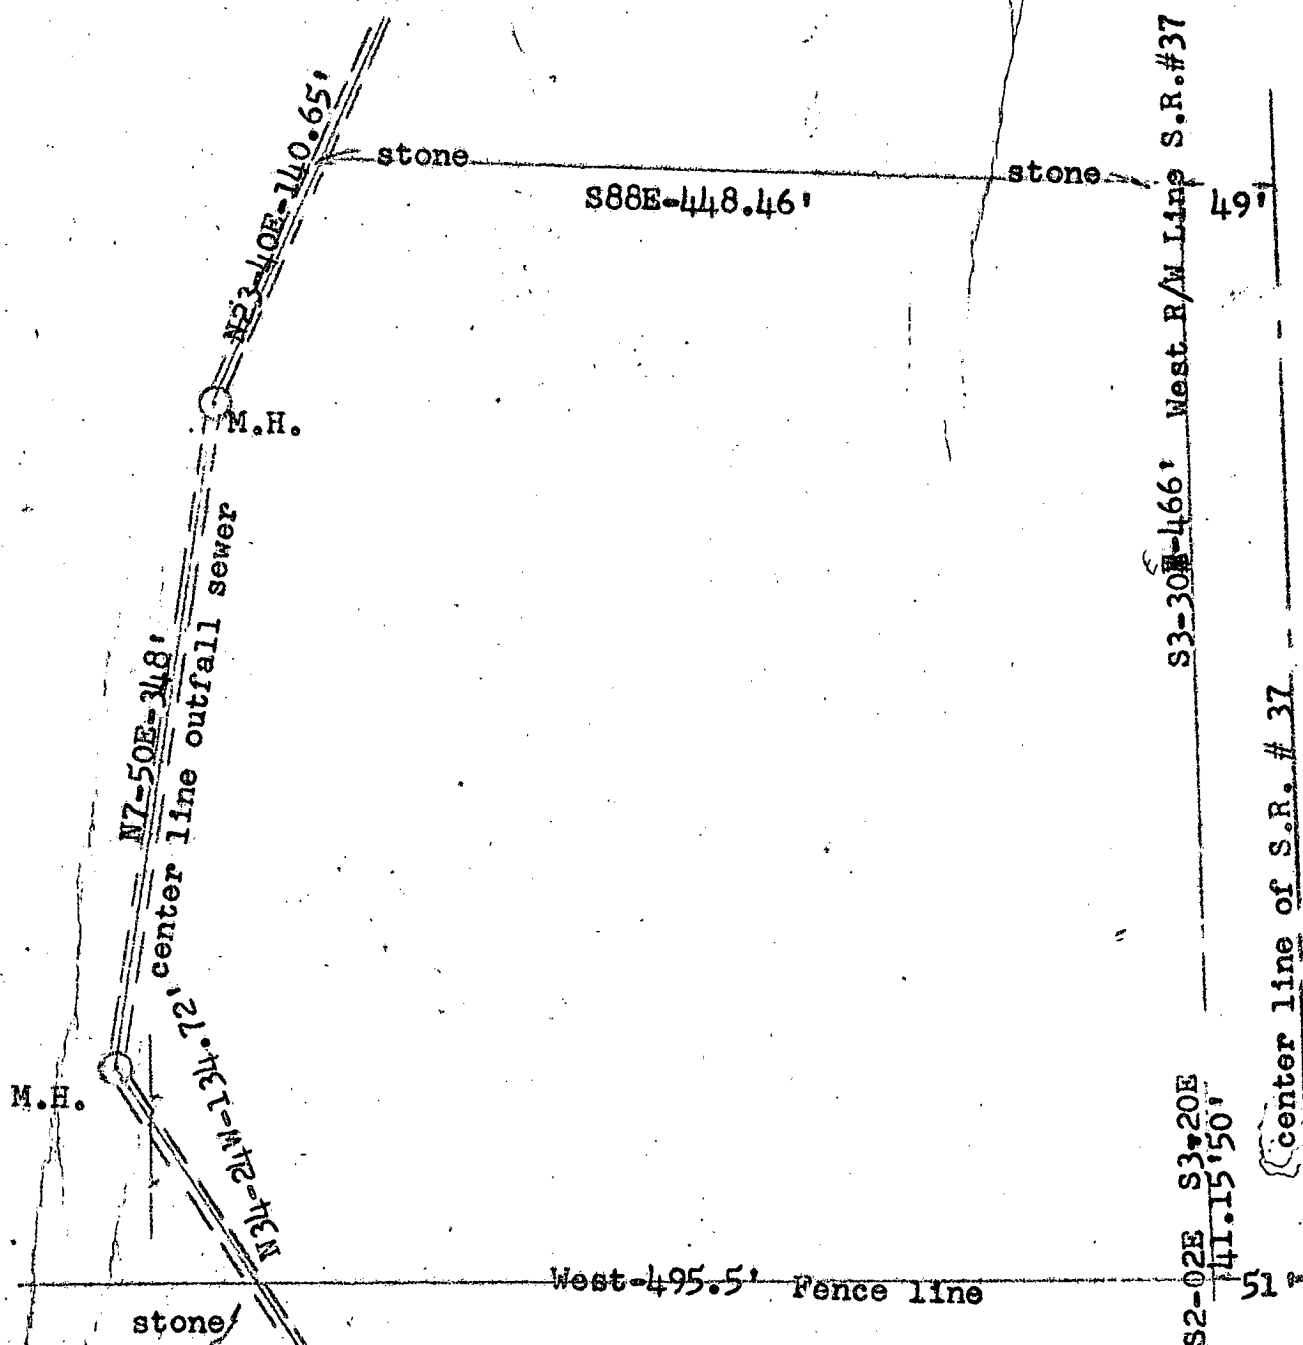 N23-40E-140.65'
stone
stone
S88E-448.46'
49'
West R/W Line S.R.#37
M.H.
S3-30E-466'
N7-50E-348'
center line outfall sewer
center line of S.R. # 37
M.H.
N34-24W-134.72'
S3-20E
41.15'50'
S2-02E
West-495.5' Fence line
51'
stone